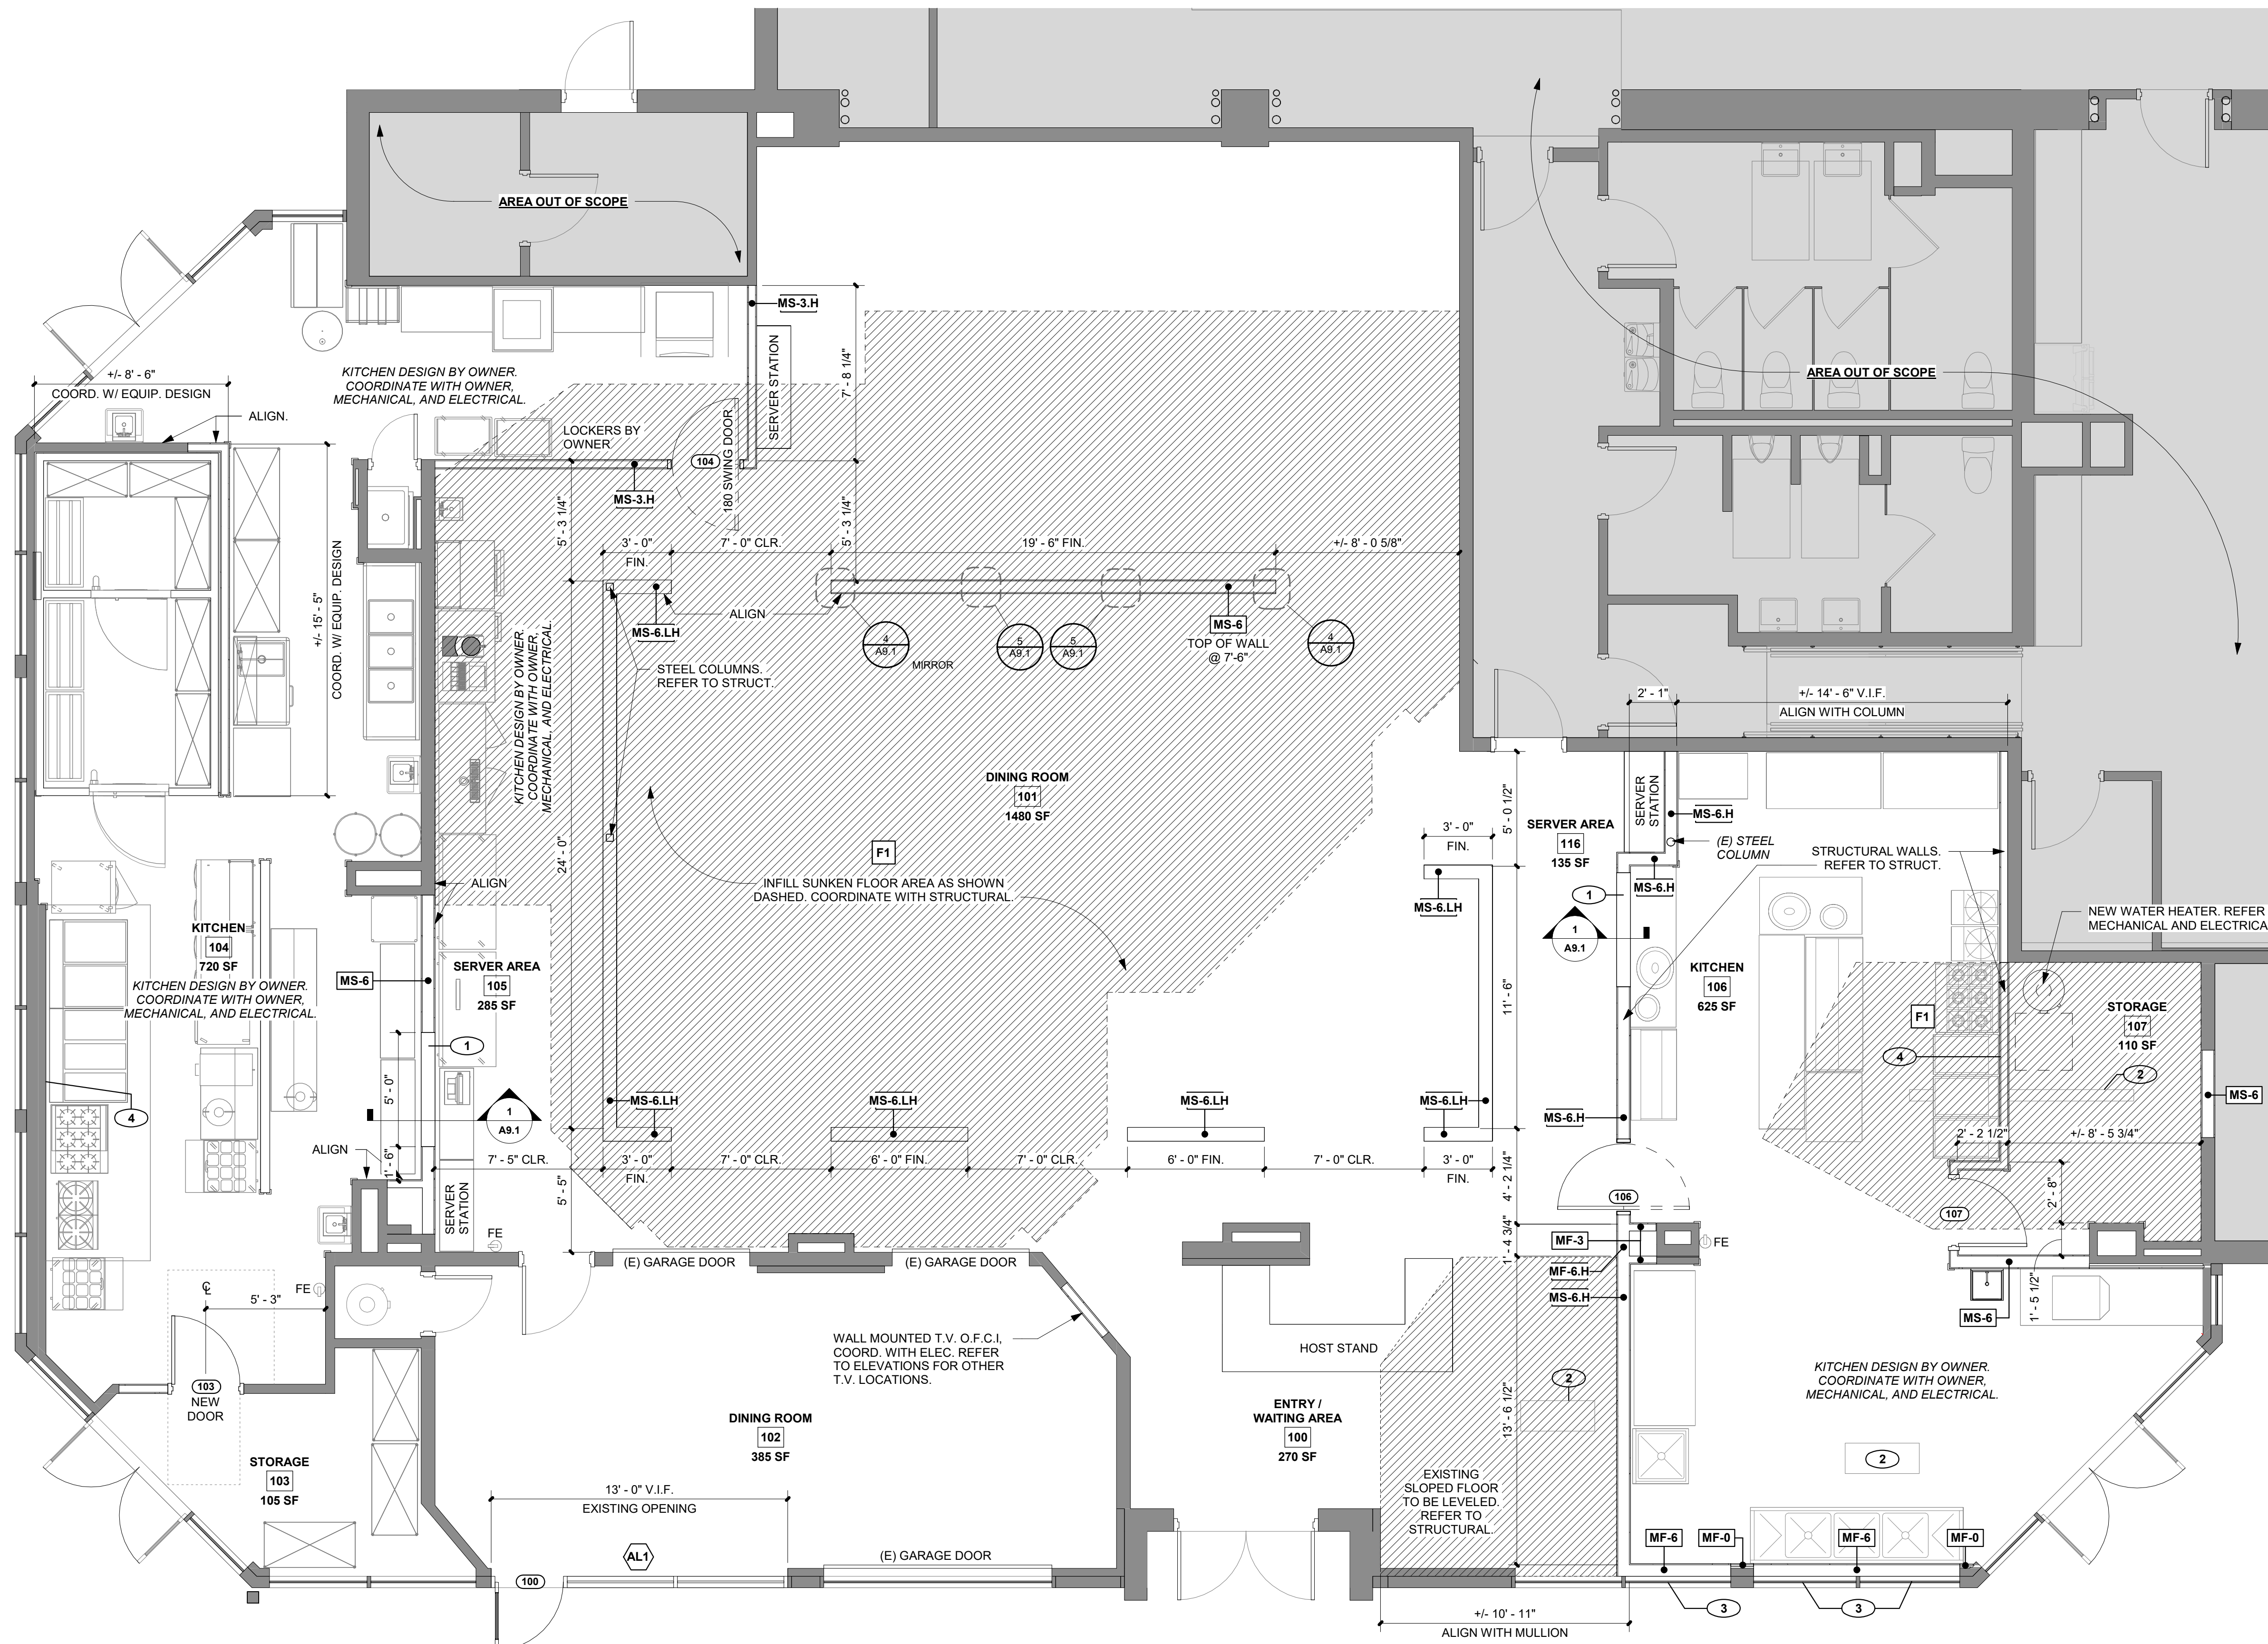 AREA OUT OF SCOPE
MS-3.H
SERVER STATION
7' - 8 1/4"
+/- 8' - 6"
COORD. W/ EQUIP. DESIGN
KITCHEN DESIGN BY OWNER.
COORDINATE WITH OWNER,
MECHANICAL, AND ELECTRICAL.
ALIGN.
LOCKERS BY
OWNER
104
180 SWING DOOR
MS-3.H
AREA OUT OF SCOPE
5' - 3 1/4"
5' - 3 1/4"
3' - 0"
FIN.
7' - 0" CLR.
19' - 6" FIN.
+/- 8' - 0 5/8"
+/- 15' - 5"
COORD. W/ EQUIP. DESIGN
ALIGN
MS-6.LH
4
A9.1
MIRROR
5
A9.1
5
A9.1
MS-6
TOP OF WALL
@ 7'-6"
4
A9.1
STEEL COLUMNS.
REFER TO STRUCT.
KITCHEN DESIGN BY OWNER.
COORDINATE WITH OWNER,
MECHANICAL, AND ELECTRICAL.
2' - 1"
+/- 14' - 6" V.I.F.
ALIGN WITH COLUMN
DINING ROOM
101
1480 SF
F1
24' - 0"
INFILL SUNKEN FLOOR AREA AS SHOWN
DASHED. COORDINATE WITH STRUCTURAL.
5' - 0 1/2"
3' - 0"
FIN.
SERVER AREA
116
135 SF
SERVER
STATION
MS-6.H
(E) STEEL
COLUMN
MS-6.H
STRUCTURAL WALLS.
REFER TO STRUCT.
1
MS-6.LH
1
A9.1
NEW WATER HEATER. REFER
MECHANICAL AND ELECTRICA
ALIGN
KITCHEN
104
720 SF
KITCHEN DESIGN BY OWNER.
COORDINATE WITH OWNER,
MECHANICAL, AND ELECTRICAL.
MS-6
SERVER AREA
105
285 SF
1
KITCHEN
106
625 SF
11' - 6"
F1
STORAGE
107
110 SF
4
2
MS-6
4
5' - 0"
1
A9.1
MS-6.LH
MS-6.LH
MS-6.LH
MS-6.LH
MS-6.H
ALIGN
1' - 6"
7' - 5" CLR.
3' - 0"
FIN.
7' - 0" CLR.
6' - 0" FIN.
7' - 0" CLR.
6' - 0" FIN.
7' - 0" CLR.
3' - 0"
FIN.
2' - 2 1/2"
+/- 8' - 5 3/4"
5' - 5"
4' - 2 1/4"
106
2' - 8"
107
SERVER
STATION
FE
(E) GARAGE DOOR
(E) GARAGE DOOR
1' - 4 3/4"
MF-3
FE
MF-6.H
MS-6.H
MS-6
1' - 5 1/2"
5' - 3"
FE
WALL MOUNTED T.V. O.F.C.I,
COORD. WITH ELEC. REFER
TO ELEVATIONS FOR OTHER
T.V. LOCATIONS.
HOST STAND
103
NEW
DOOR
2
KITCHEN DESIGN BY OWNER.
COORDINATE WITH OWNER,
MECHANICAL, AND ELECTRICAL.
DINING ROOM
102
385 SF
ENTRY /
WAITING AREA
100
270 SF
13' - 6 1/2"
2
STORAGE
103
105 SF
EXISTING
SLOPED FLOOR
TO BE LEVELED.
REFER TO
STRUCTURAL.
13' - 0" V.I.F.
EXISTING OPENING
MF-6
MF-0
MF-6
MF-0
AL1
(E) GARAGE DOOR
100
3
3
+/- 10' - 11"
ALIGN WITH MULLION